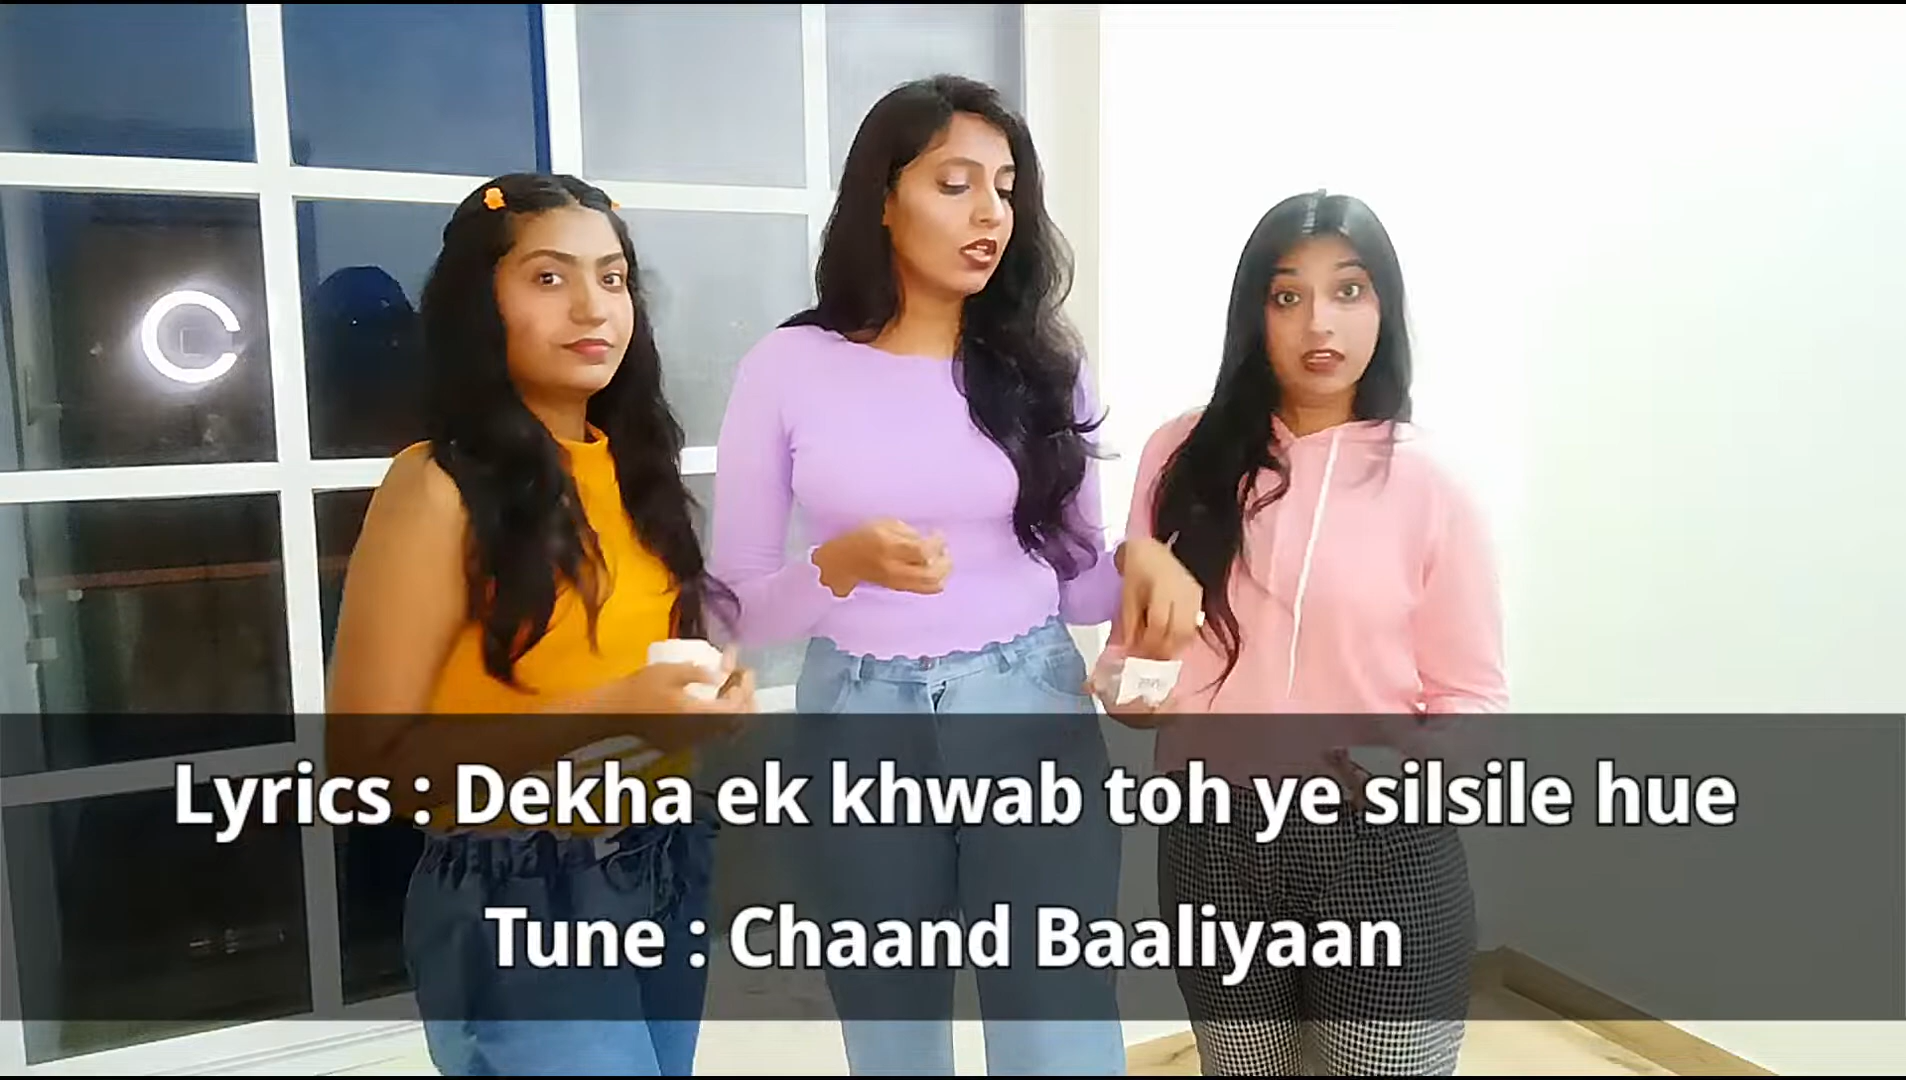 Lyrics : Dekha ek khwab toh ye silsile hue
Tune : Chaand Baaliyaan